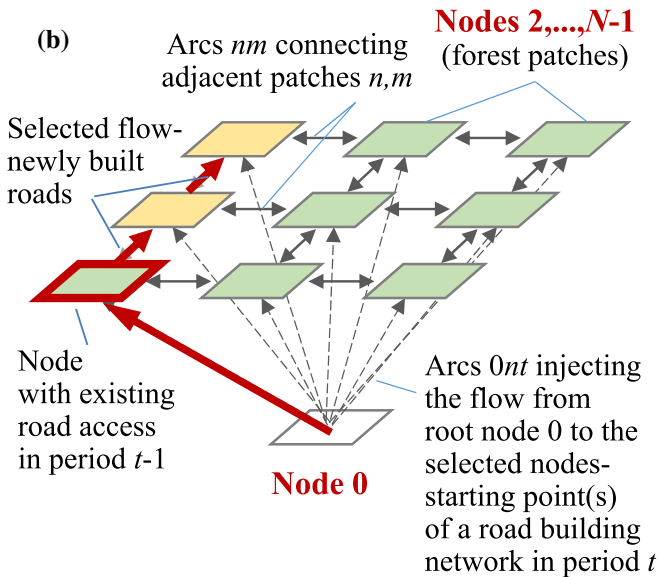 (b)
Arcs nm connecting
adjacent patches n,m
Nodes 2,...,N-1
(forest patches)
Selected flow-
newly built
roads
Node
with existing
road access
in period t-1
Node 0
Arcs 0nt injecting
the flow from
root node 0 to the
selected nodes-
starting point(s)
of a road building
network in period t